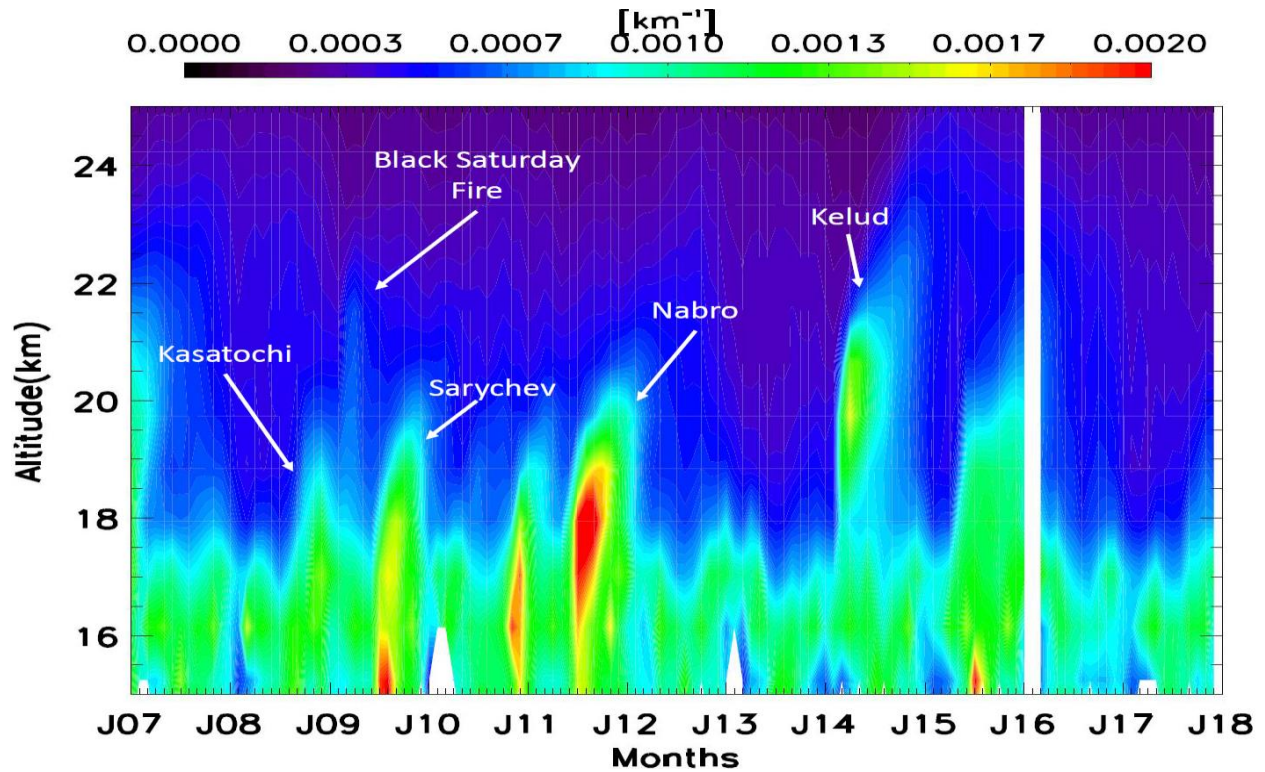 [km⁻¹]
0.0000 0.0003 0.0007 0.0010 0.0013 0.0017 0.0020
Black Saturday
Fire
Kelud
Nabro
Kasatochi
Sarychev
Altitude(km)
24
22
20
18
16
J07 J08 J09 J10 J11 J12 J13 J14 J15 J16 J17 J18
Months